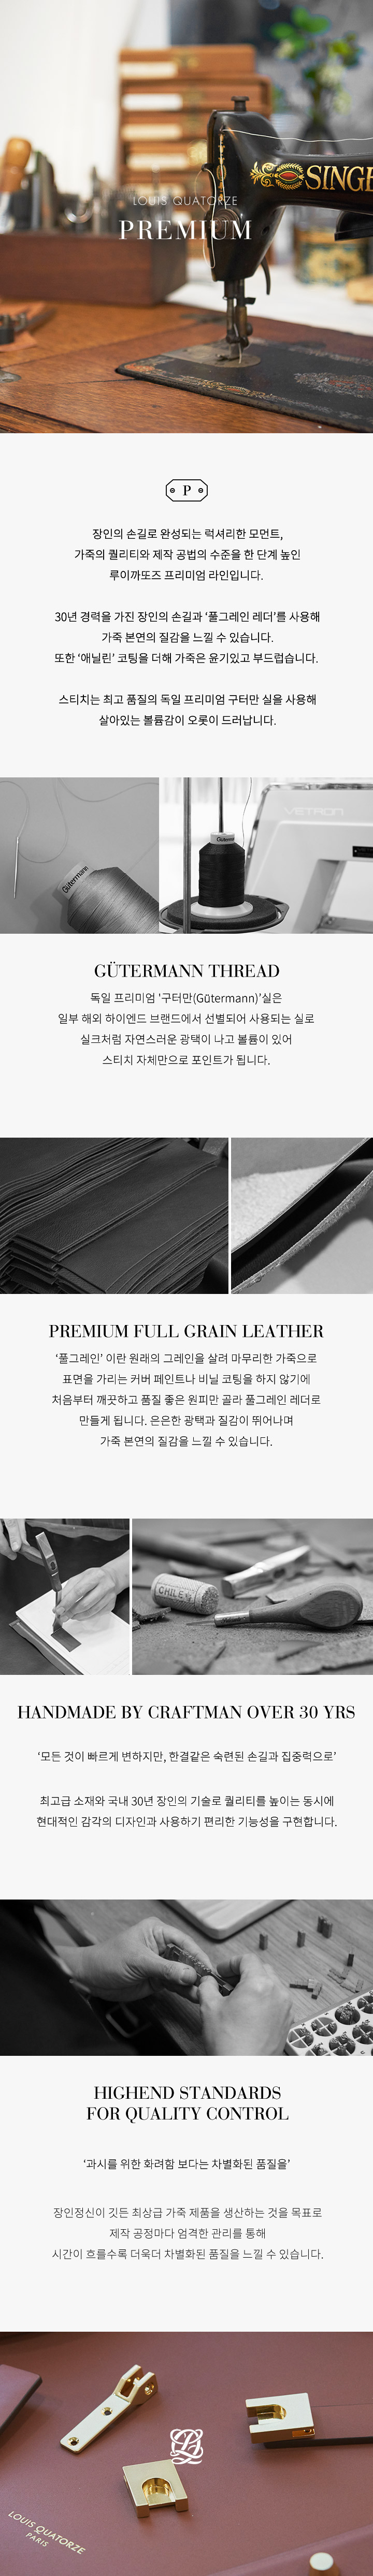 SINGE
LOUIS QUATORZE
PREMIUM
P
장인의 손길로 완성되는 럭셔리한 모먼트,
가죽의 퀄리티와 제작 공법의 수준을 한 단계 높인
루이까또즈 프리미엄 라인입니다.
30년 경력을 가진 장인의 손길과 ‘풀그레인 레더’를 사용해
가죽 본연의 질감을 느낄 수 있습니다.
또한 ‘애닐린’ 코팅을 더해 가죽은 윤기있고 부드럽습니다.
스티치는 최고 품질의 독일 프리미엄 구터만 실을 사용해
살아있는 볼륨감이 오롯이 드러납니다.
Gütermann
Gütermann
VETRON
GÜTERMANN THREAD
독일 프리미엄 '구터만(Gütermann)'실은
일부 해외 하이엔드 브랜드에서 선별되어 사용되는 실로
실크처럼 자연스러운 광택이 나고 볼륨이 있어
스티치 자체만으로 포인트가 됩니다.
PREMIUM FULL GRAIN LEATHER
‘풀그레인’ 이란 원래의 그레인을 살려 마무리한 가죽으로
표면을 가리는 커버 페인트나 비닐 코팅을 하지 않기에
처음부터 깨끗하고 품질 좋은 원피만 골라 풀그레인 레더로
만들게 됩니다. 은은한 광택과 질감이 뛰어나며
가죽 본연의 질감을 느낄 수 있습니다.
CHILE
HANDMADE BY CRAFTMAN OVER 30 YRS
‘모든 것이 빠르게 변하지만, 한결같은 숙련된 손길과 집중력으로’
최고급 소재와 국내 30년 장인의 기술로 퀄리티를 높이는 동시에
현대적인 감각의 디자인과 사용하기 편리한 기능성을 구현합니다.
HIGHEND STANDARDS
FOR QUALITY CONTROL
‘과시를 위한 화려함 보다는 차별화된 품질을’
장인정신이 깃든 최상급 가죽 제품을 생산하는 것을 목표로
제작 공정마다 엄격한 관리를 통해
시간이 흐를수록 더욱더 차별화된 품질을 느낄 수 있습니다.
LOUIS QUATORZE
PARIS